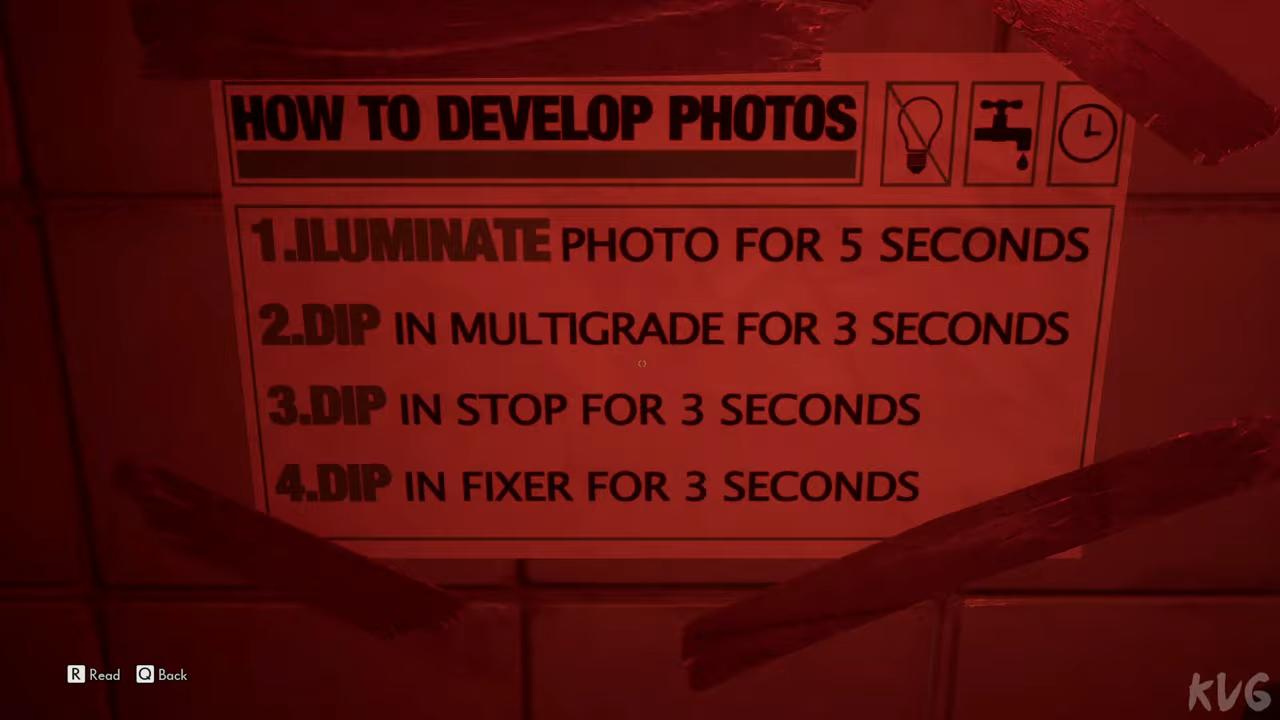 HOW TO DEVELOP PHOTOS
1.ILUMINATE PHOTO FOR 5 SECONDS
2.DIP IN MULTIGRADE FOR 3 SECONDS
3.DIP IN STOP FOR 3 SECONDS
4.DIP IN FIXER FOR 3 SECONDS
R Read Q Back
KVG